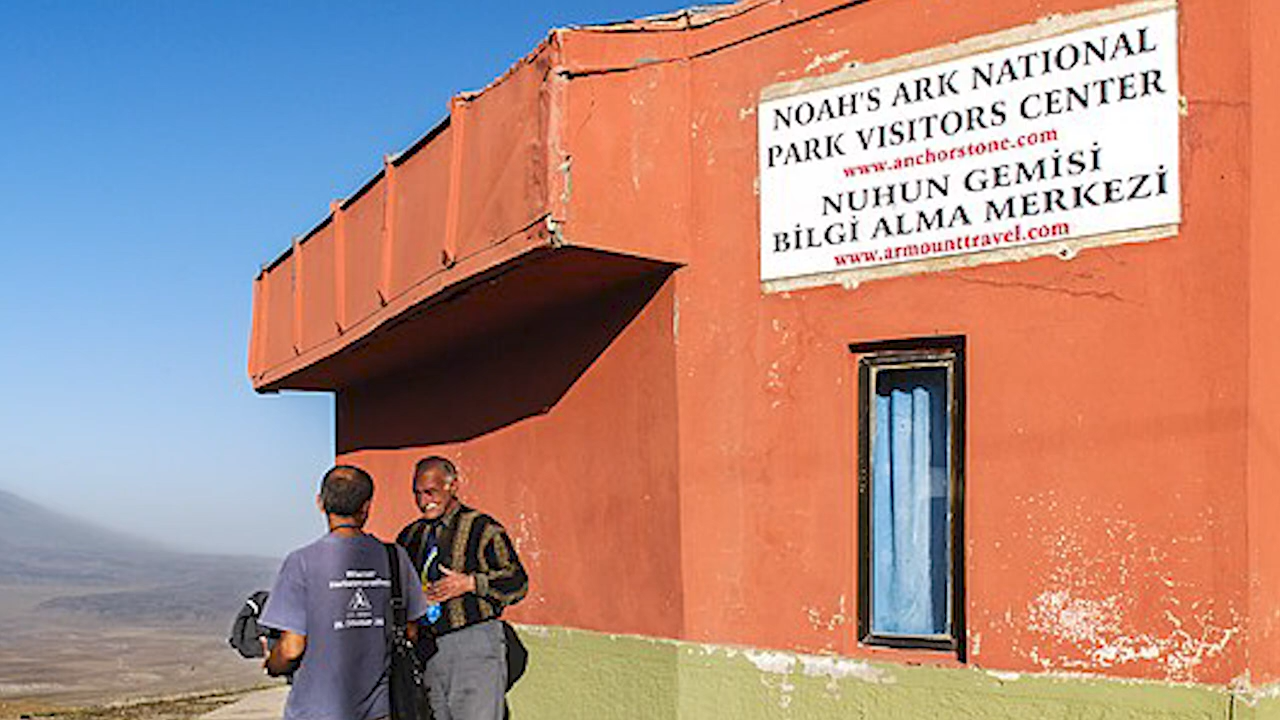 NOAH'S ARK NATIONAL
PARK VISITORS CENTER
www.anchorstone.com
NUHUN GEMİSİ
BİLGİ ALMA MERKEZİ
www.armounttravel.com